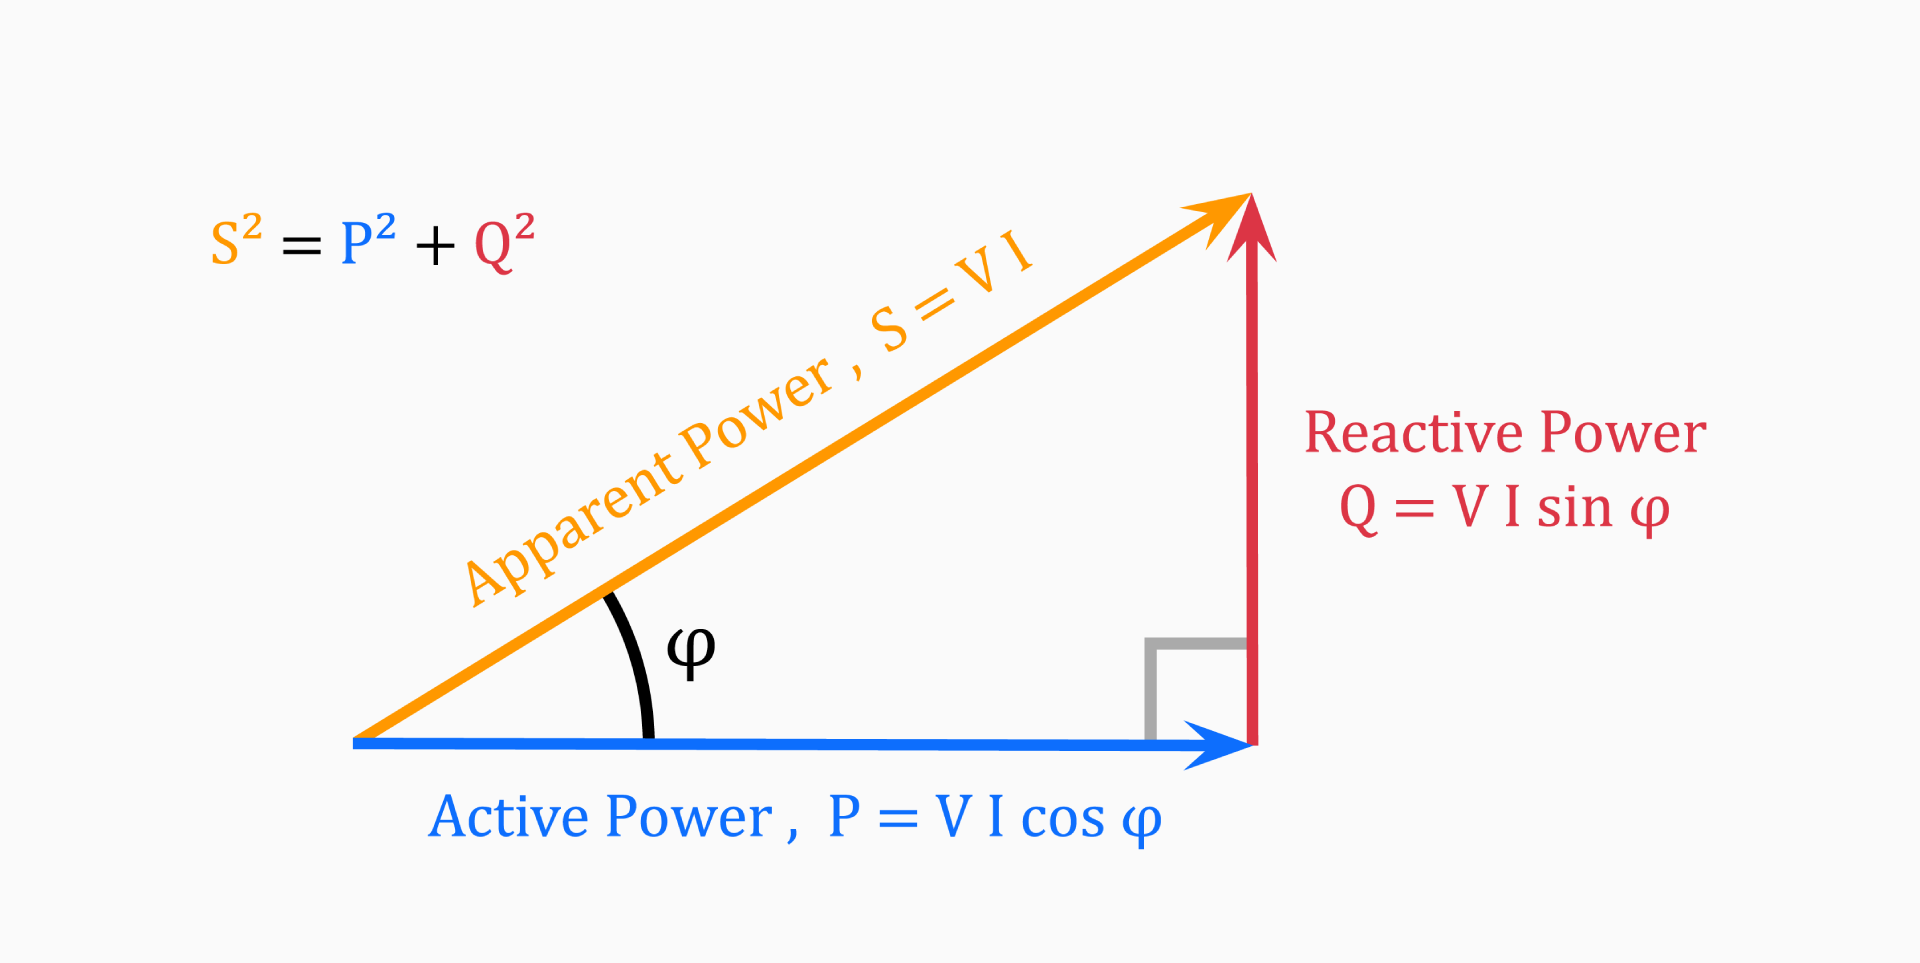 S² = P² + Q²
Apparent Power , S = V I
Reactive Power
Q = V I sin φ
φ
Active Power , P = V I cos φ